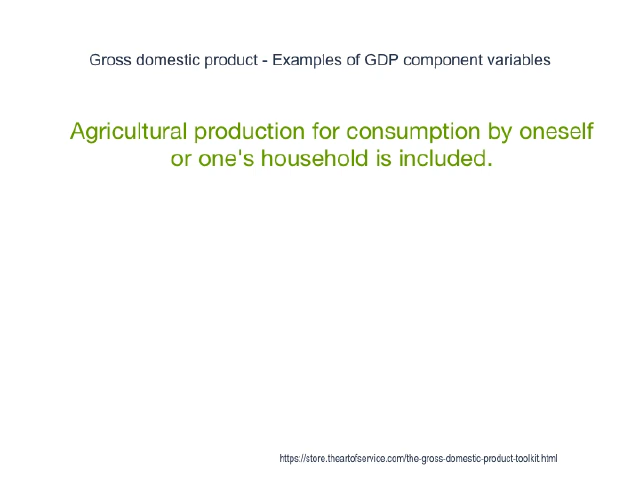 Gross domestic product - Examples of GDP component variables
Agricultural production for consumption by oneself
or one's household is included.
https://store.theartofservice.com/the-gross-domestic-product-toolkit.html